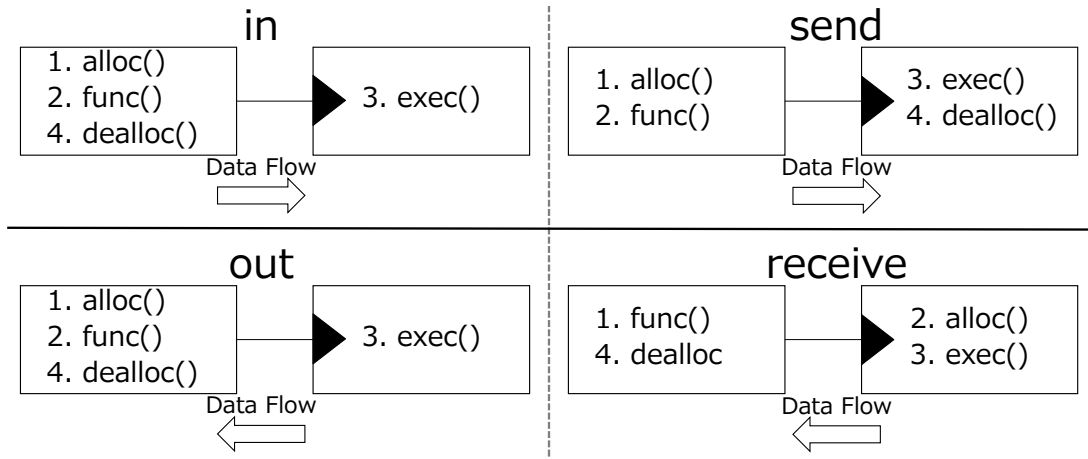 in
1. alloc()
2. func()
4. dealloc()
3. exec()
Data Flow
send
1. alloc()
2. func()
3. exec()
4. dealloc()
Data Flow
out
1. alloc()
2. func()
4. dealloc()
3. exec()
Data Flow
receive
1. func()
4. dealloc
2. alloc()
3. exec()
Data Flow